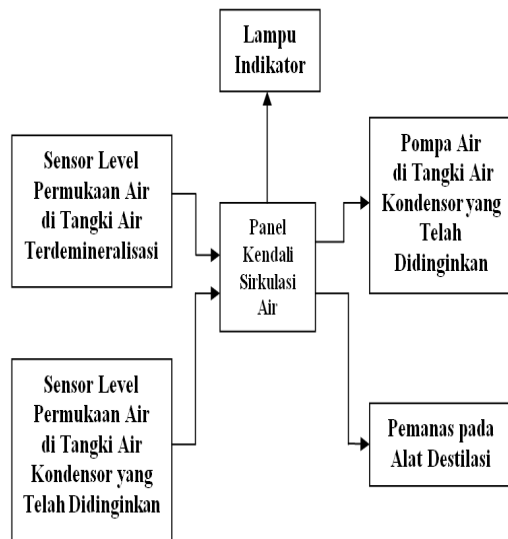 Lampu
Indikator
Sensor Level
Permukaan Air
di Tangki Air
Terdemineralisasi
Panel
Kendali
Sirkulasi
Air
Pompa Air
di Tangki Air
Kondensor yang
Telah
Didinginkan
Sensor Level
Permukaan Air
di Tangki Air
Kondensor yang
Telah Didinginkan
Pemanas pada
Alat Destilasi